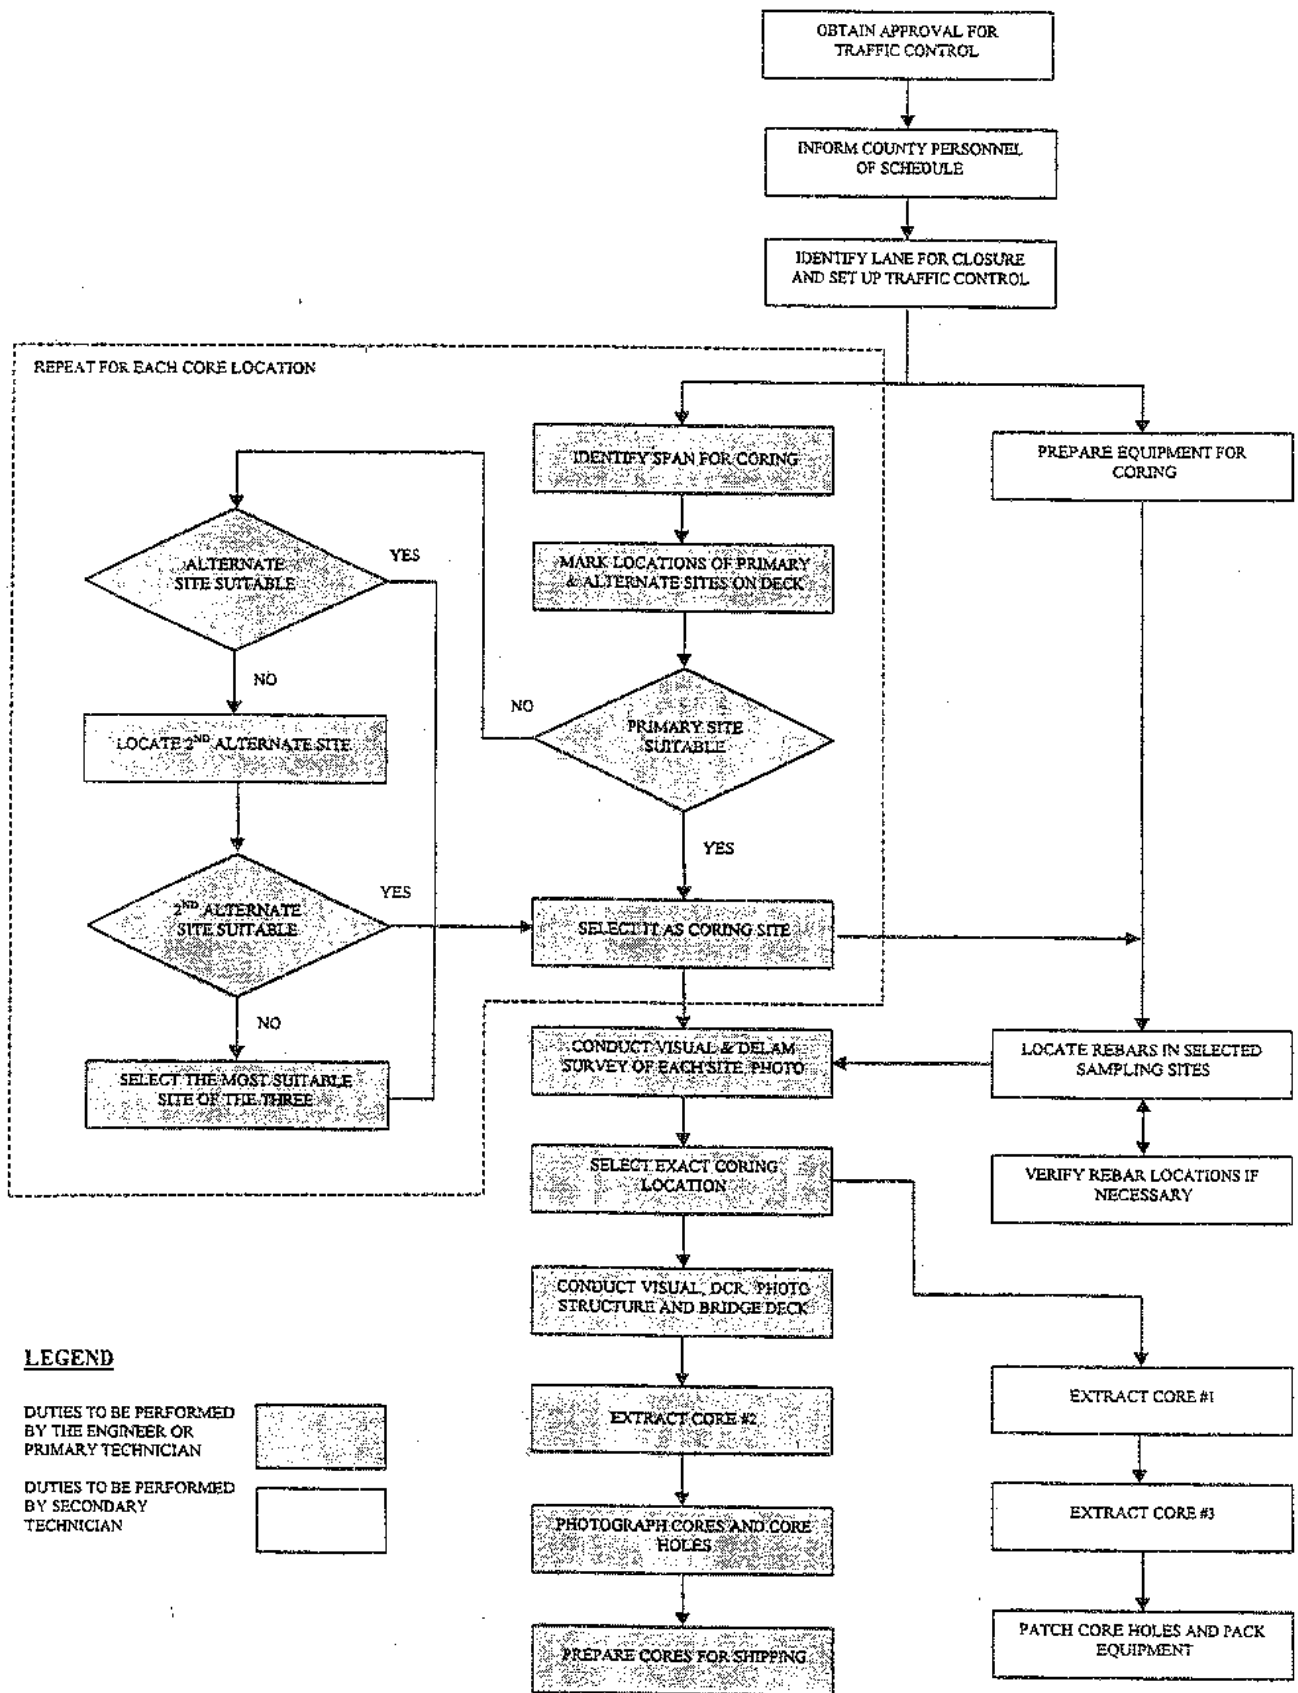 OBTAIN APPROVAL FOR
TRAFFIC CONTROL
INFORM COUNTY PERSONNEL
OF SCHEDULE
IDENTIFY LANE FOR CLOSURE
AND SET UP TRAFFIC CONTROL
REPEAT FOR EACH CORE LOCATION
IDENTIFY SPAN FOR CORING
PREPARE EQUIPMENT FOR
CORING
MARK LOCATIONS OF PRIMARY
& ALTERNATE SITES ON DECK
ALTERNATE
SITE SUITABLE
YES
NO
PRIMARY SITE
SUITABLE
NO
YES
LOCATE 2ND ALTERNATE SITE
2ND ALTERNATE
SITE SUITABLE
YES
NO
SELECT IT AS CORING SITE
SELECT THE MOST SUITABLE
SITE OF THE THREE
CONDUCT VISUAL & DELAM
SURVEY OF EACH SITE, PHOTO
LOCATE REBARS IN SELECTED
SAMPLING SITES
SELECT EXACT CORING
LOCATION
VERIFY REBAR LOCATIONS IF
NECESSARY
CONDUCT VISUAL, DCR, PHOTO
STRUCTURE AND BRIDGE DECK
EXTRACT CORE #2
EXTRACT CORE #1
EXTRACT CORE #3
PHOTOGRAPH CORES AND CORE
HOLES
PREPARE CORES FOR SHIPPING
PATCH CORE HOLES AND PACK
EQUIPMENT
LEGEND
DUTIES TO BE PERFORMED
BY THE ENGINEER OR
PRIMARY TECHNICIAN
DUTIES TO BE PERFORMED
BY SECONDARY
TECHNICIAN